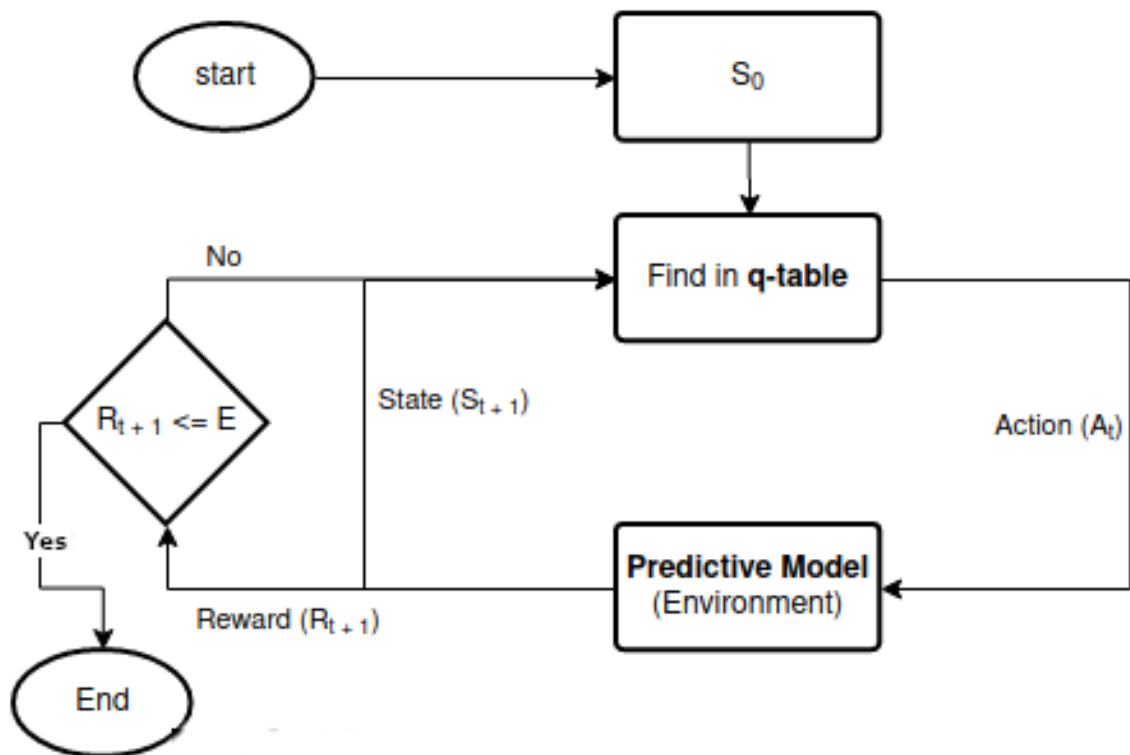 start
S₀
No
Find in q-table
State (Sₜ ₊ ₁)
Rₜ ₊ ₁ <= E
Action (Aₜ)
Yes
Predictive Model
(Environment)
Reward (Rₜ ₊ ₁)
End